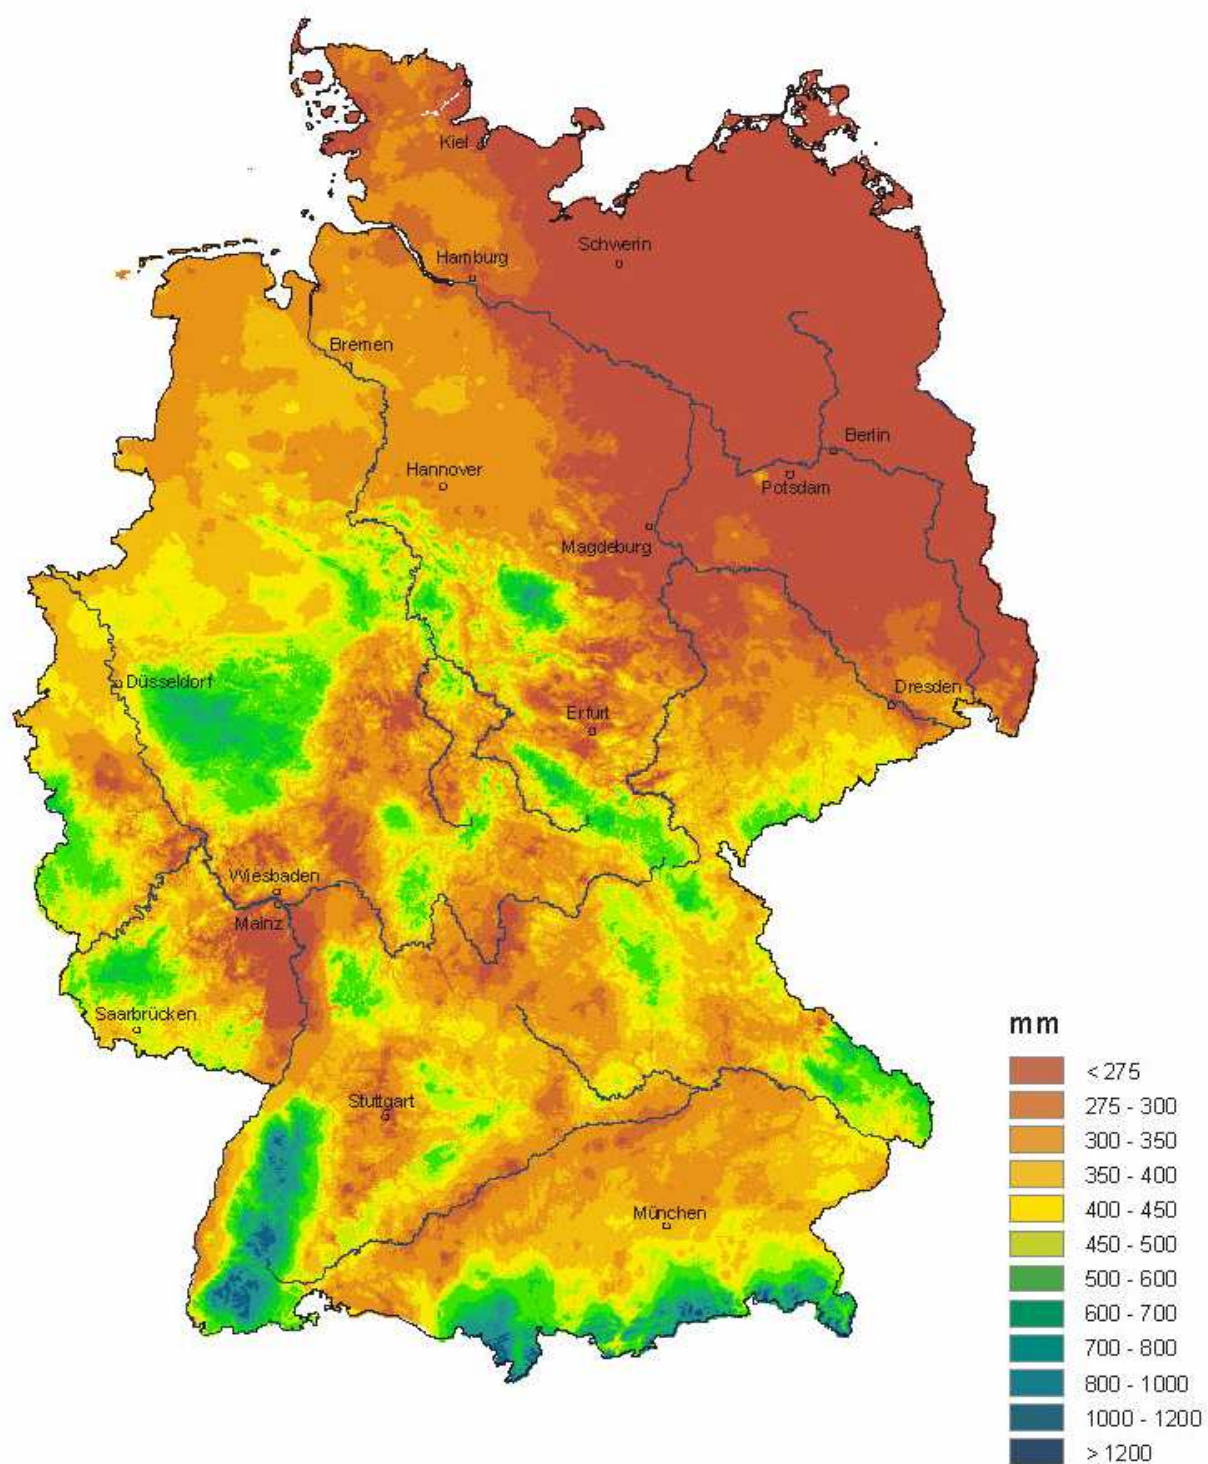 Kiel
Schwerin
Hamburg
Bremen
Berlin
Hannover
Potsdam
Magdeburg
Düsseldorf
Dresden
Erfurt
Wiesbaden
Mainz
Saarbrücken
Stuttgart
München
mm
< 275
275 - 300
300 - 350
350 - 400
400 - 450
450 - 500
500 - 600
600 - 700
700 - 800
800 - 1000
1000 - 1200
> 1200